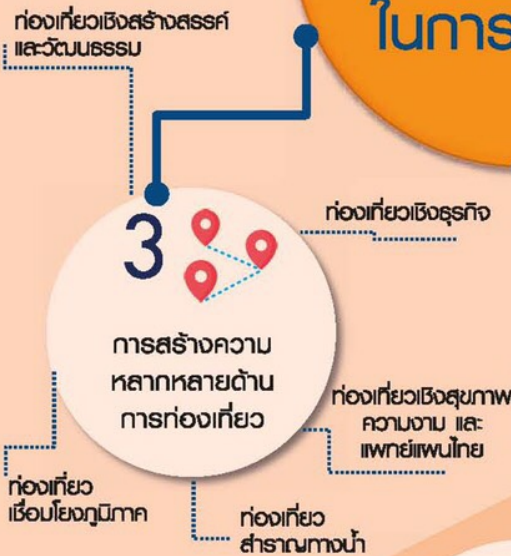 ท่องเที่ยวเชิงสร้างสรรค์
และวัฒนธรรม
ในการ
3
ท่องเที่ยวเชิงธุรกิจ
การสร้างความ
หลากหลายด้าน
การท่องเที่ยว
ท่องเที่ยวเชิงสุขภาพ
ความงาม และ
แพทย์แผนไทย
ท่องเที่ยว
เชื่อมโยงภูมิภาค
ท่องเที่ยว
สำราญทางน้ำ